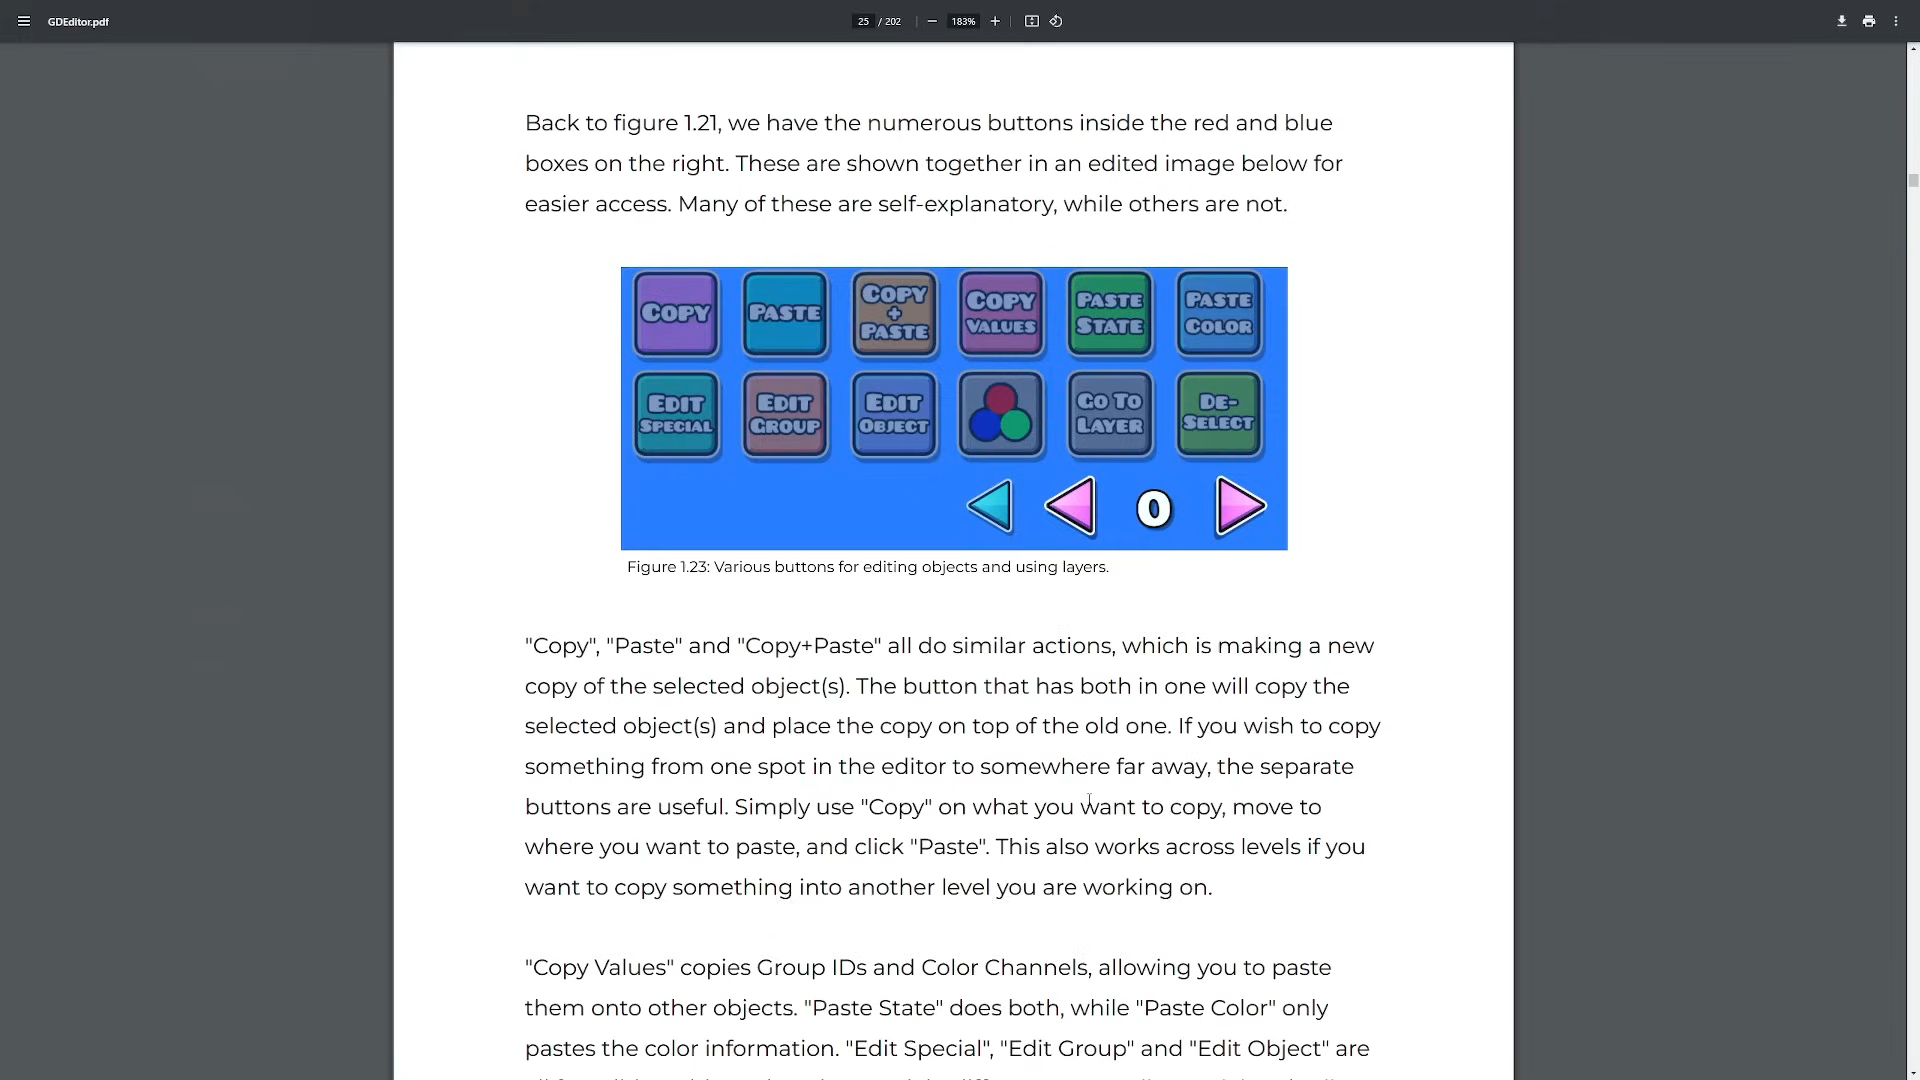 GDEditor.pdf
25 / 202
183%
Back to figure 1.21, we have the numerous buttons inside the red and blue
boxes on the right. These are shown together in an edited image below for
easier access. Many of these are self-explanatory, while others are not.
COPY PASTE COPY + PASTE COPY VALUES PASTE STATE PASTE COLOR
EDIT SPECIAL EDIT GROUP EDIT OBJECT GO TO LAYER DE-SELECT
0
Figure 1.23: Various buttons for editing objects and using layers.
"Copy", "Paste" and "Copy+Paste" all do similar actions, which is making a new
copy of the selected object(s). The button that has both in one will copy the
selected object(s) and place the copy on top of the old one. If you wish to copy
something from one spot in the editor to somewhere far away, the separate
buttons are useful. Simply use "Copy" on what you want to copy, move to
where you want to paste, and click "Paste". This also works across levels if you
want to copy something into another level you are working on.
"Copy Values" copies Group IDs and Color Channels, allowing you to paste
them onto other objects. "Paste State" does both, while "Paste Color" only
pastes the color information. "Edit Special", "Edit Group" and "Edit Object" are